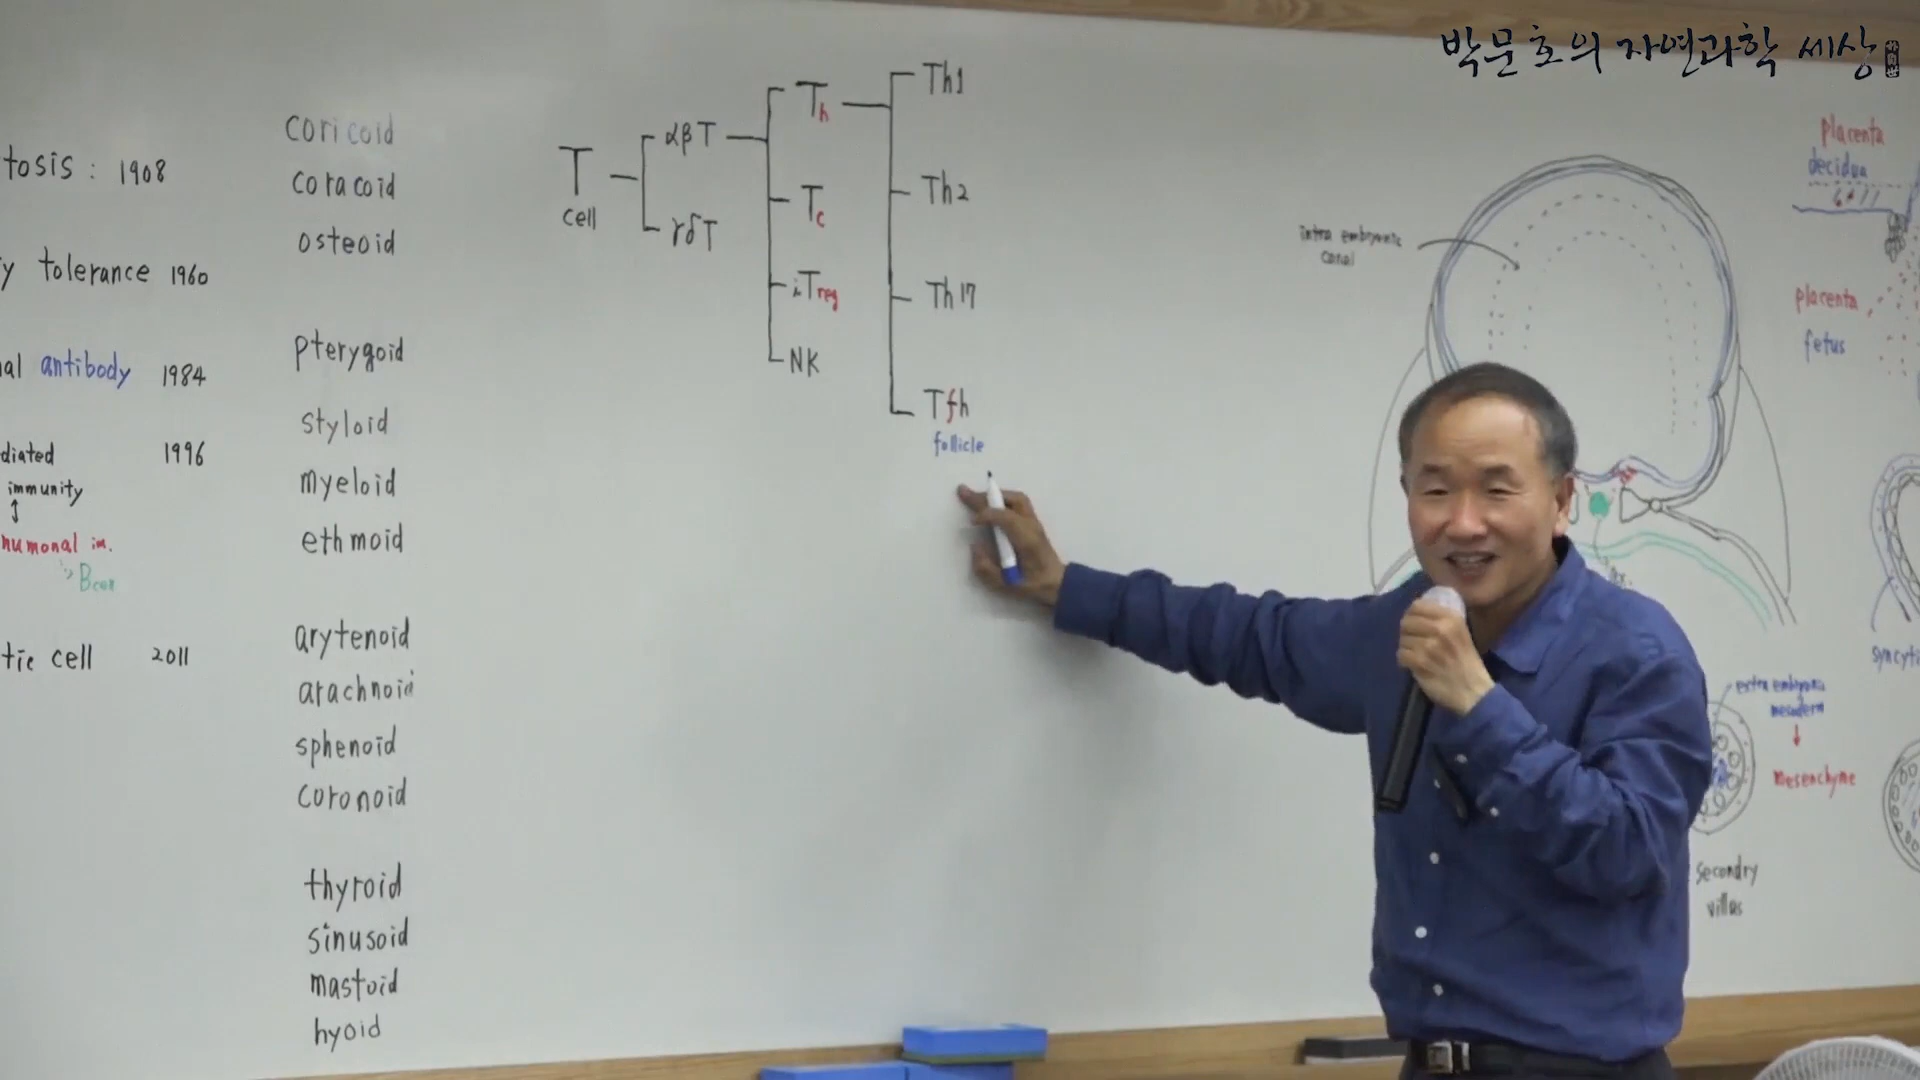 박문호의 자연과학 세상
tosis : 1908
y tolerance 1960
al antibody 1984
diated 1996
immunity
humonal im.
Bcell
tic cell 2011
coricoid
coracoid
osteoid
pterygoid
styloid
myeloid
ethmoid
arytenoid
arachnoid
sphenoid
coronoid
thyroid
sinusoid
mastoid
hyoid
T
cell
αβT
γδT
Th
Tc
iTreg
NK
Th1
Th2
Th17
Tfh
follicle
intra embryonic
canal
placenta
decidua
placenta
fetus
syncyti
extra embryonic
mesoderm
mesenchyme
Secondry
villus